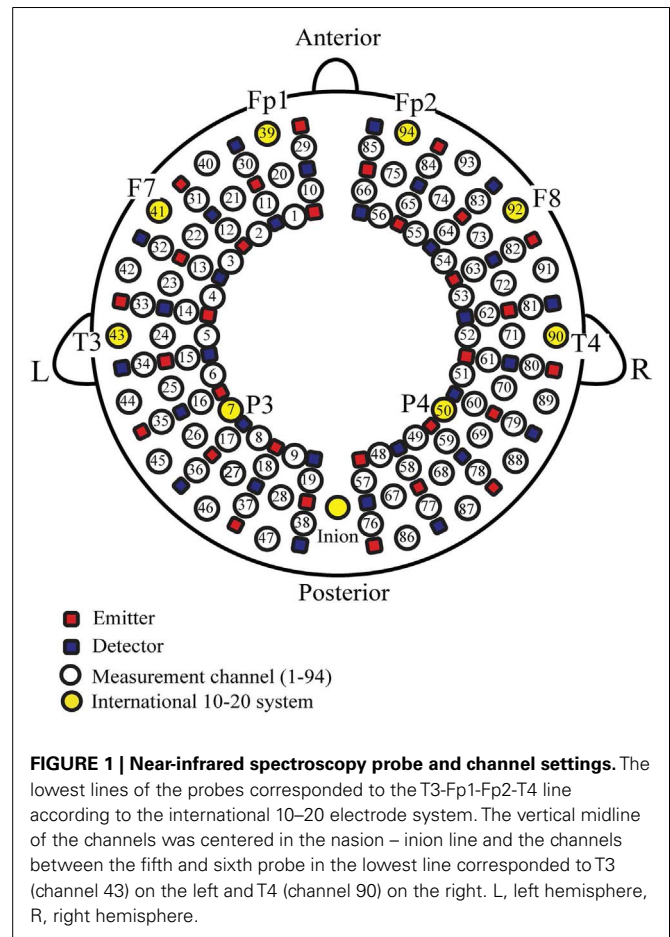 Anterior
Fp1 Fp2
39 94
29 85
40 30 84 93
20 75
F7 31 21 10 66 74 83 F8
41 11 65 92
12 2 1 56 55 64
22 73
32 13 3 54 63 82
42 91
23 72
33 14 4 53 62 81
T3 43 24 5 52 71 90 T4
34 15 6 51 61 80
L R
25 70
44 16 P3 P4 60 89
7 50
35 79
26 17 8 49 59 69
45 9 48 88
36 27 18 58 68 78
19 57
28 67
46 37 77 87
38 76
47 Inion 86
Posterior
Emitter
Detector
Measurement channel (1-94)
International 10-20 system
FIGURE 1 | Near-infrared spectroscopy probe and channel settings. The
lowest lines of the probes corresponded to the T3-Fp1-Fp2-T4 line
according to the international 10–20 electrode system. The vertical midline
of the channels was centered in the nasion – inion line and the channels
between the fifth and sixth probe in the lowest line corresponded to T3
(channel 43) on the left and T4 (channel 90) on the right. L, left hemisphere,
R, right hemisphere.